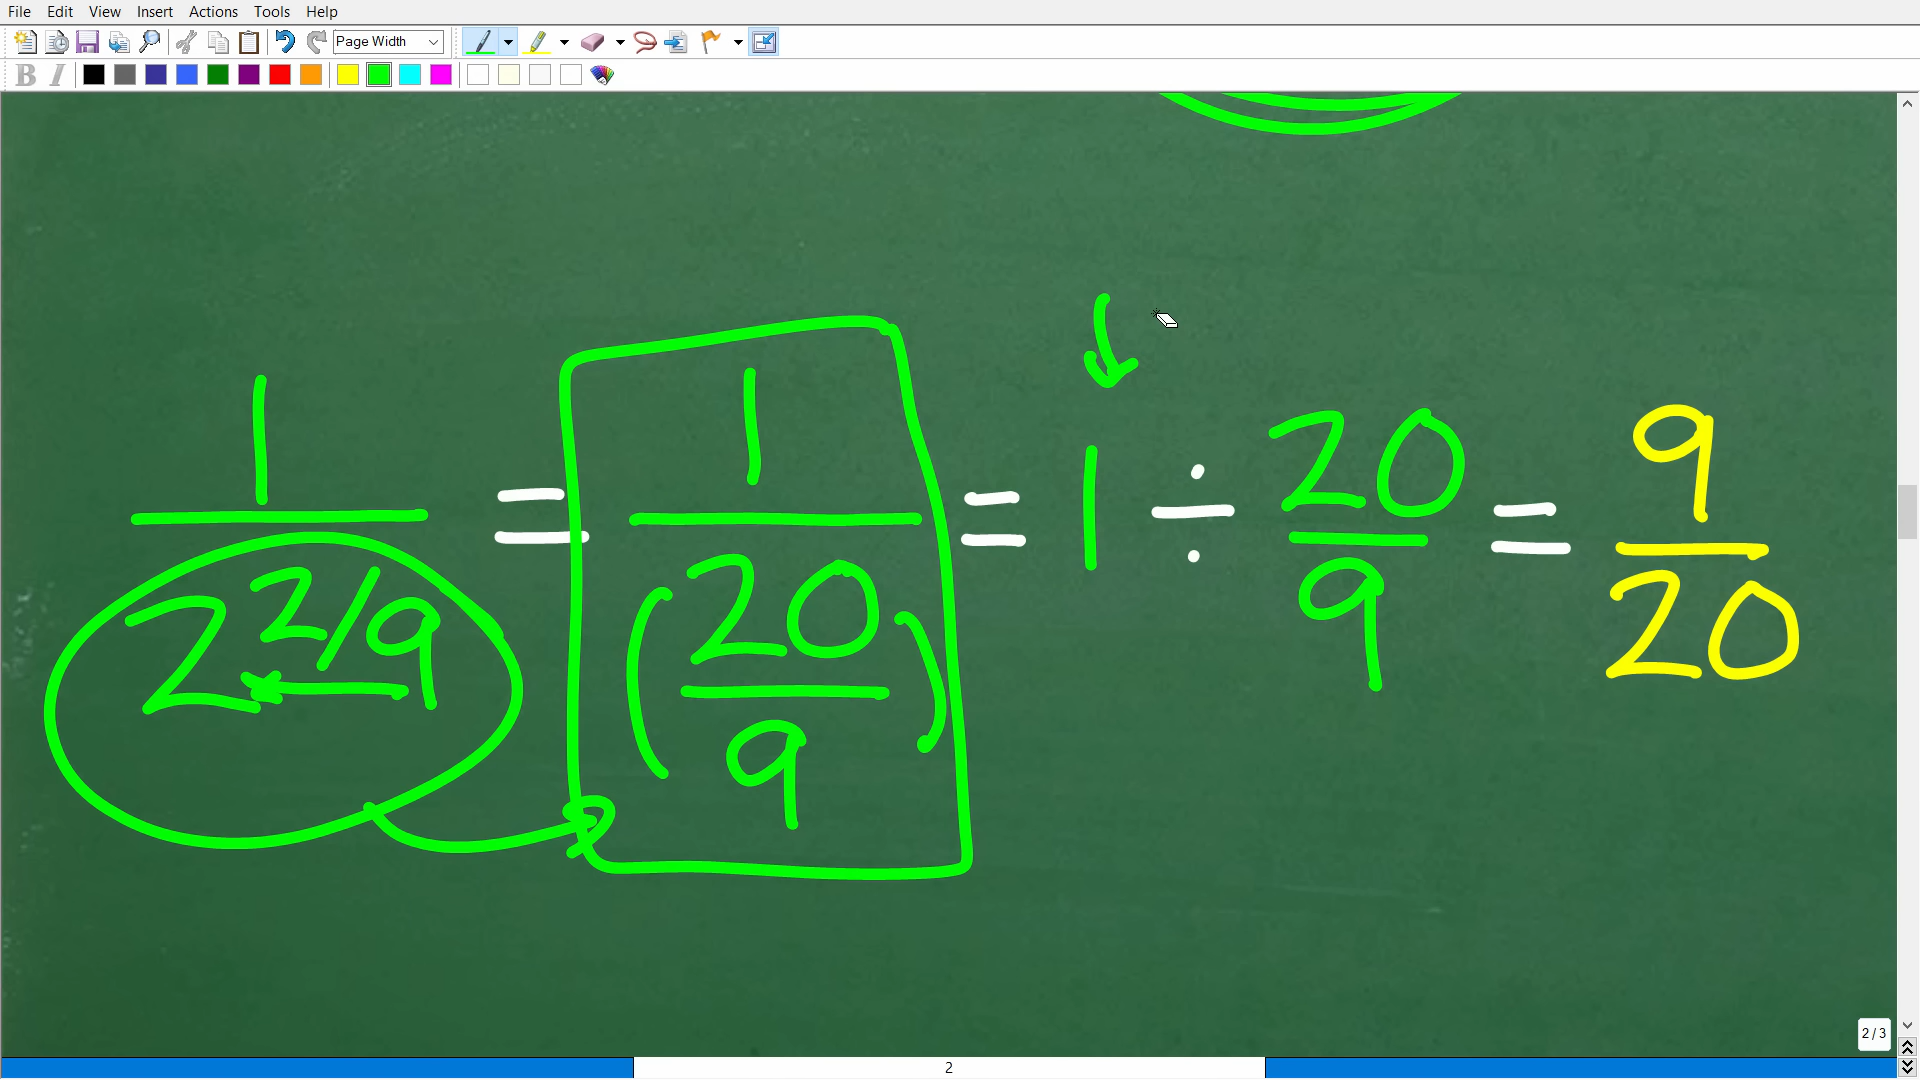 File Edit View Insert Actions Tools Help
Page Width
B I
1 / 2 2/9 = 1 / (20/9) = 1 ÷ 20/9 = 9/20
2 / 3
2